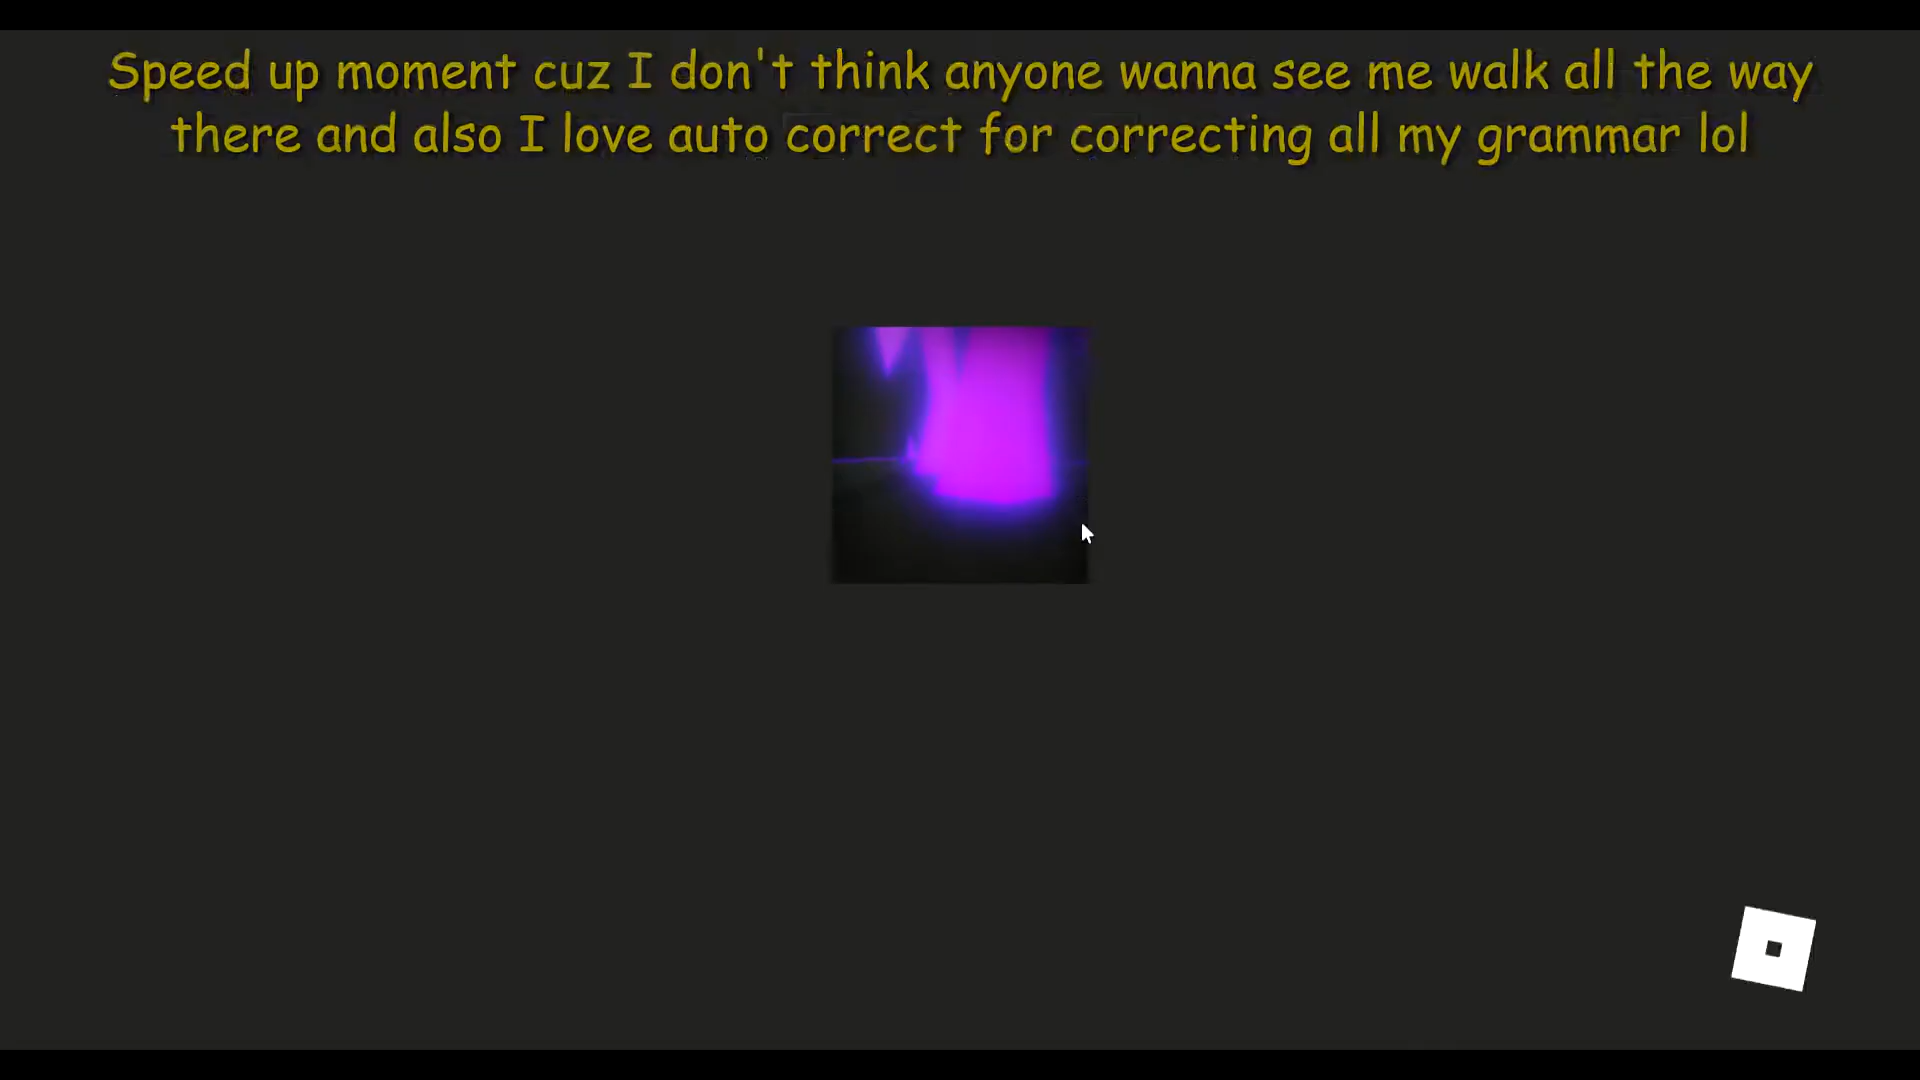 Speed up moment cuz I don't think anyone wanna see me walk all the way
there and also I love auto correct for correcting all my grammar lol